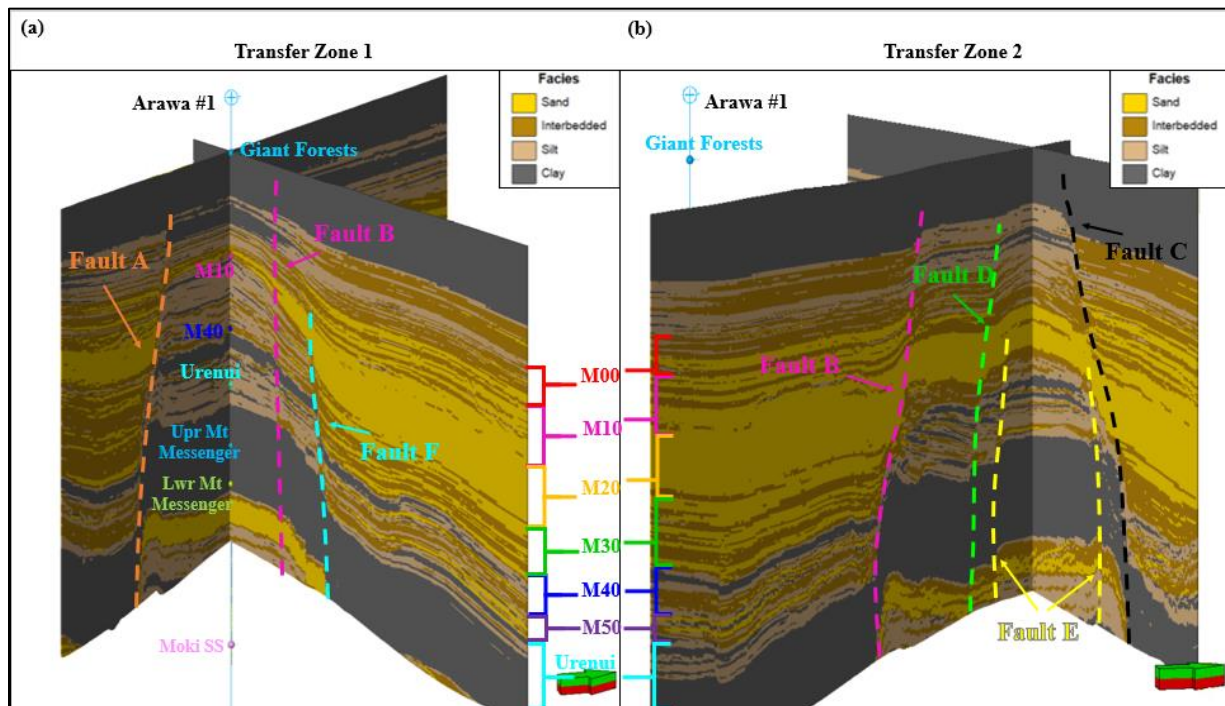 (a)
Transfer Zone 1
Facies
Sand
Interbedded
Silt
Clay
Arawa #1
Giant Forests
Fault B
Fault A
M10
M40
Urenui
Fault F
Upr Mt
Messenger
Lwr Mt
Messenger
Moki SS
M00
M10
M20
M30
M40
M50
Urenui
(b)
Transfer Zone 2
Facies
Sand
Interbedded
Silt
Clay
Arawa #1
Giant Forests
Fault C
Fault D
Fault B
Fault E